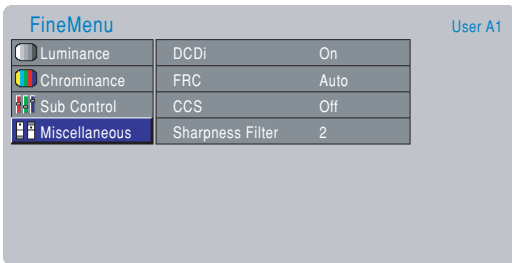 FineMenu User A1
Luminance DCDi On
Chrominance FRC Auto
Sub Control CCS Off
Miscellaneous Sharpness Filter 2